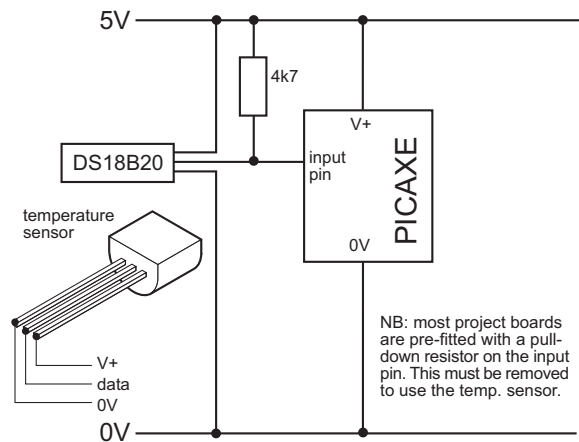 5V
4k7
V+
DS18B20
input
pin
PICAXE
temperature
sensor
0V
NB: most project boards
are pre-fitted with a pull-
down resistor on the input
pin. This must be removed
to use the temp. sensor.
V+
data
0V
0V